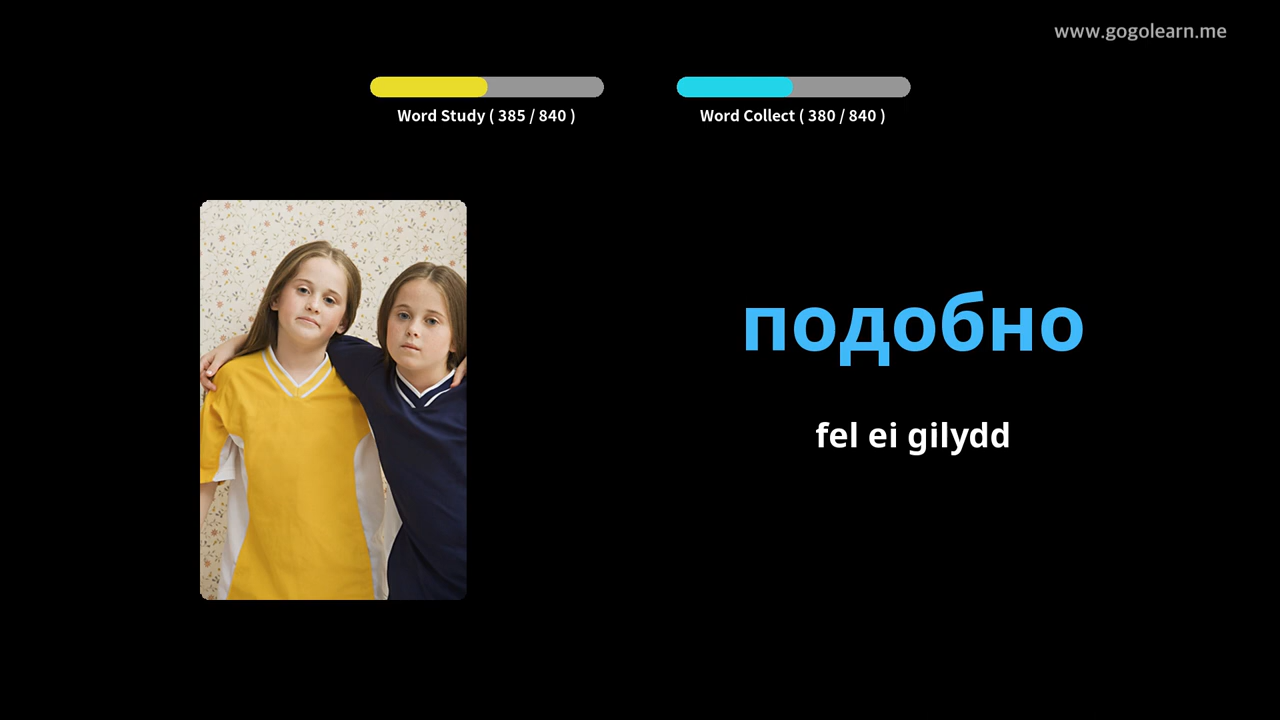 www.gogolearn.me
Word Study ( 385 / 840 )
Word Collect ( 380 / 840 )
подобно
fel ei gilydd